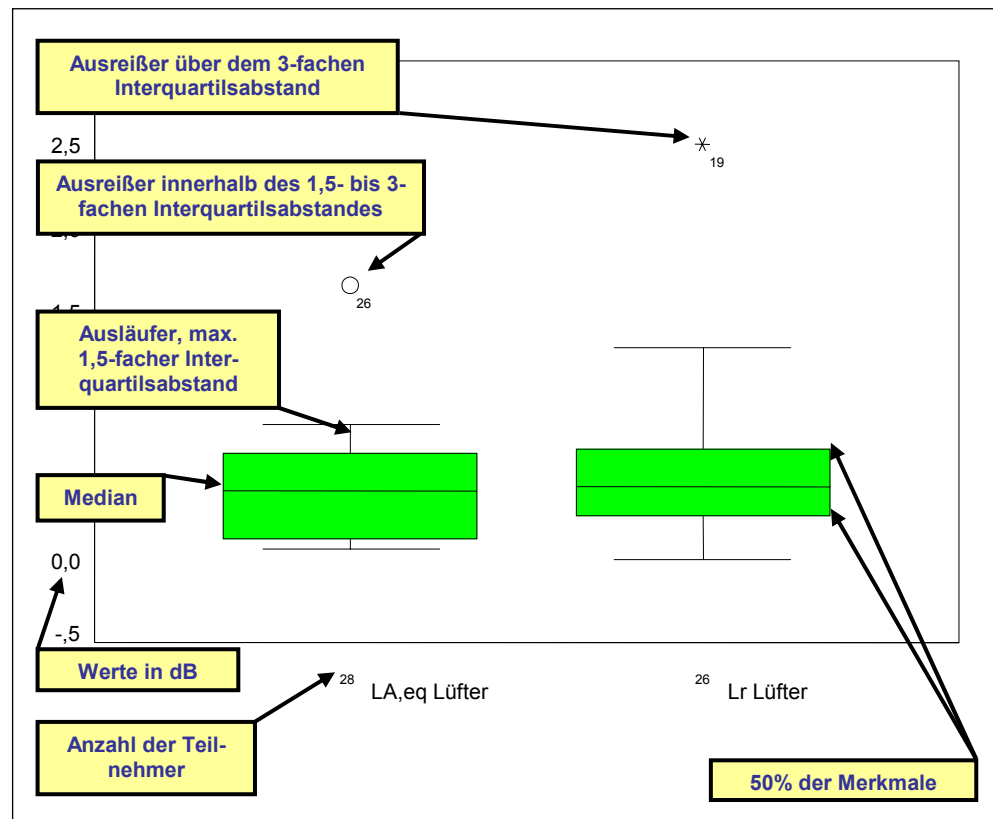 Ausreißer über dem 3-fachen
Interquartilsabstand
2,5
19
Ausreißer innerhalb des 1,5- bis 3-
fachen Interquartilsabstandes
26
Ausläufer, max.
1,5-facher Inter-
quartilsabstand
Median
0,0
-,5
Werte in dB
28
LA,eq Lüfter
26
Lr Lüfter
Anzahl der Teil-
nehmer
50% der Merkmale